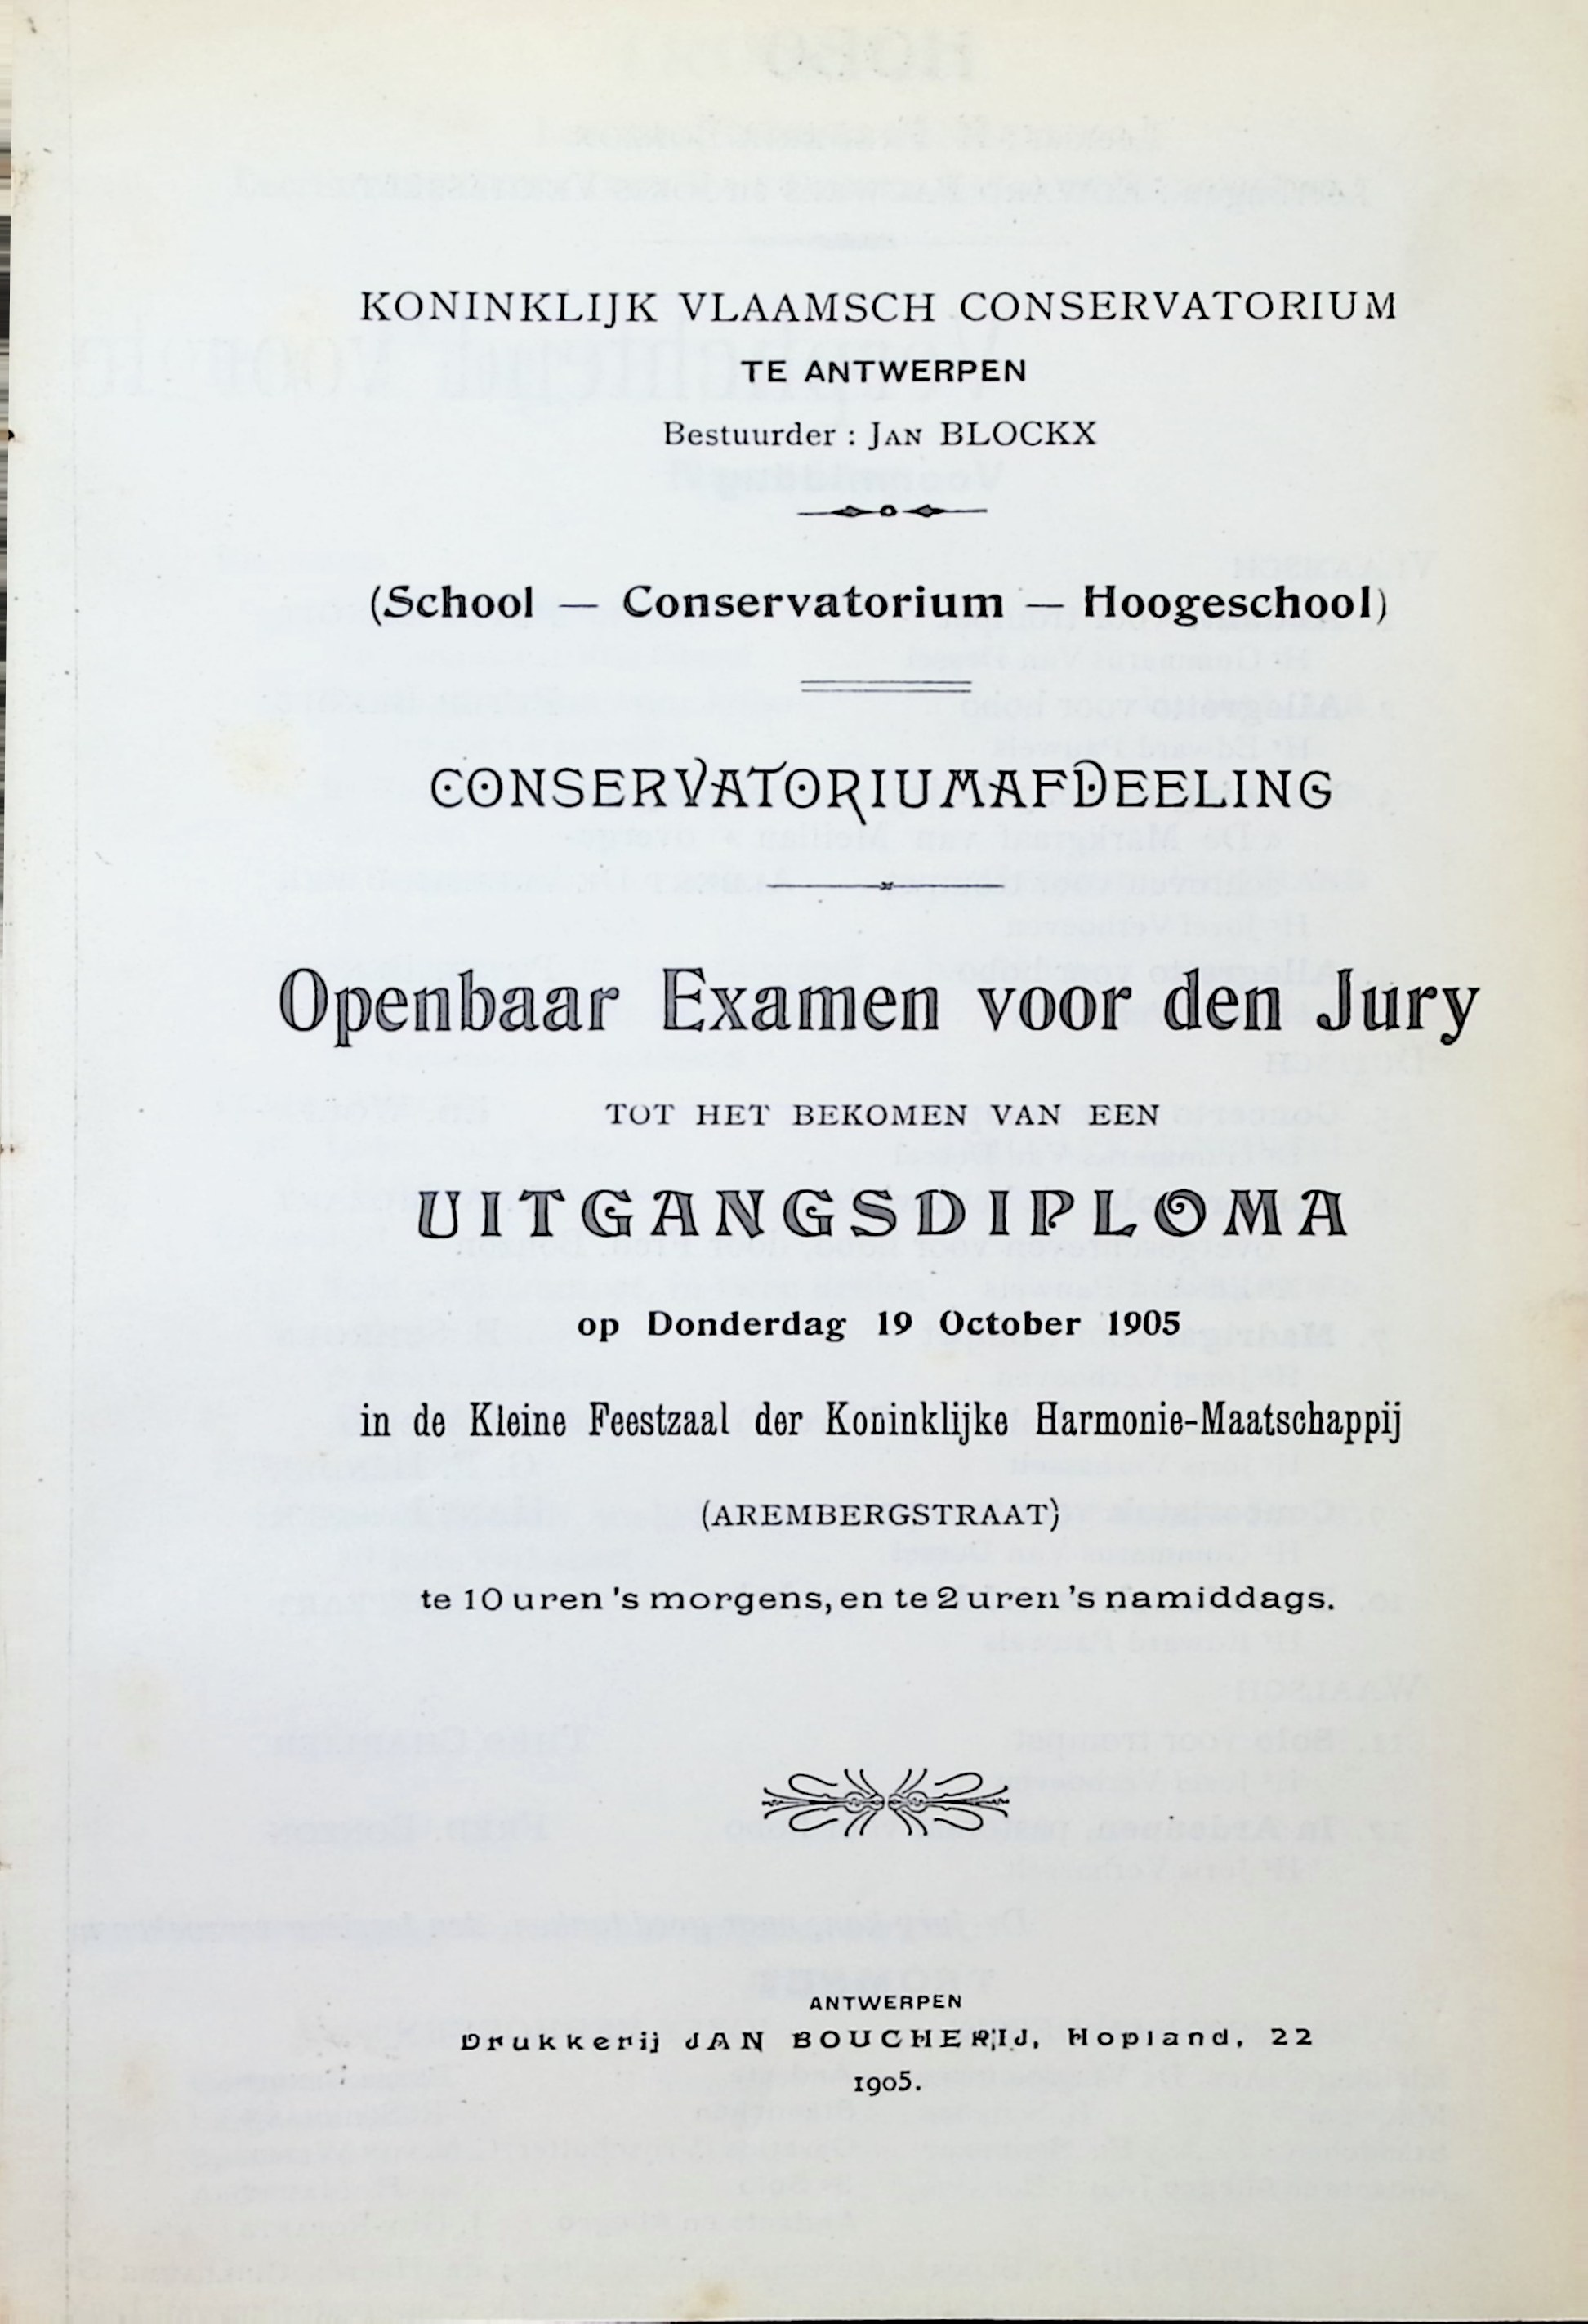 KONINKLIJK VLAAMSCH CONSERVATORIUM
TE ANTWERPEN
Bestuurder : JAN BLOCKX
(School — Conservatorium — Hoogeschool)
CONSERVATORIUMAFDEELING
Openbaar Examen voor den Jury
TOT HET BEKOMEN VAN EEN
UITGANGSDIPLOMA
op Donderdag 19 October 1905
in de Kleine Feestzaal der Koninklijke Harmonie-Maatschappij
(AREMBERGSTRAAT)
te 10 uren 's morgens, en te 2 uren 's namiddags.
ANTWERPEN
Drukkerij JAN BOUCHERIJ, Hopland, 22
1905.